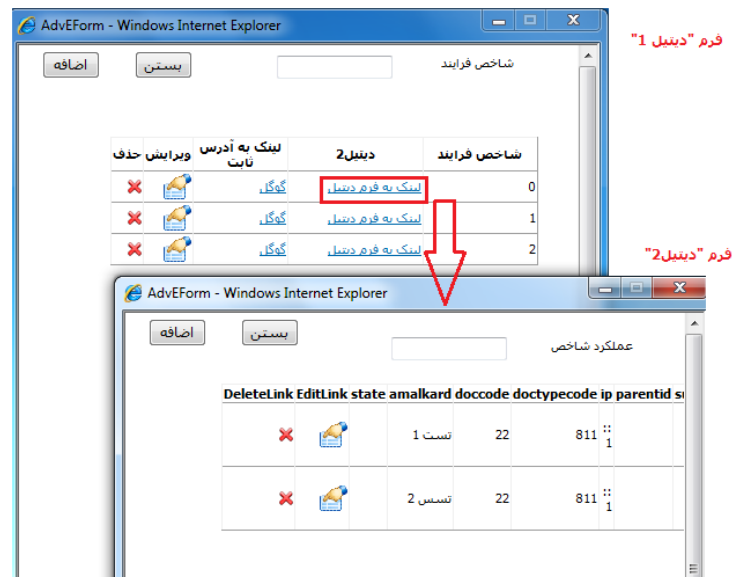 AdvEForm - Windows Internet Explorer
فرم "دیتیل 1"
شاخص فرایند
بستن
اضافه
شاخص فرایند دیتیل2 لینک به آدرس ثابت ویرایش حذف
0 لینک به فرم دیتیل گوگل
1 لینک به فرم دیتیل گوگل
2 لینک به فرم دیتیل گوگل
فرم "دیتیل2"
AdvEForm - Windows Internet Explorer
عملکرد شاخص
بستن
اضافه
DeleteLink EditLink state amalkard doccode doctypecode ip parentid
تست 1 22 811 ::1
تسس 2 22 811 ::1